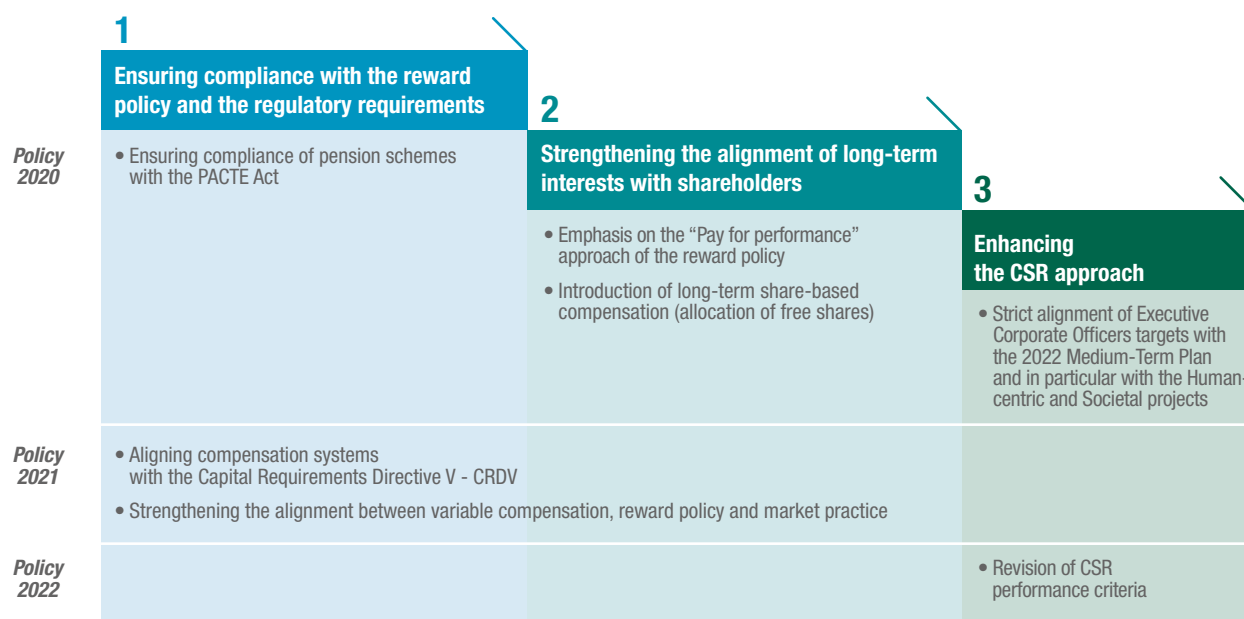 1
Ensuring compliance with the reward
policy and the regulatory requirements
2
Strengthening the alignment of long-term
interests with shareholders
3
Enhancing
the CSR approach
Policy
2020
• Ensuring compliance of pension schemes
with the PACTE Act
• Emphasis on the “Pay for performance”
approach of the reward policy
• Introduction of long-term share-based
compensation (allocation of free shares)
• Strict alignment of Executive
Corporate Officers targets with
the 2022 Medium-Term Plan
and in particular with the Human-
centric and Societal projects
Policy
2021
• Aligning compensation systems
with the Capital Requirements Directive V - CRDV
• Strengthening the alignment between variable compensation, reward policy and market practice
Policy
2022
• Revision of CSR
performance criteria